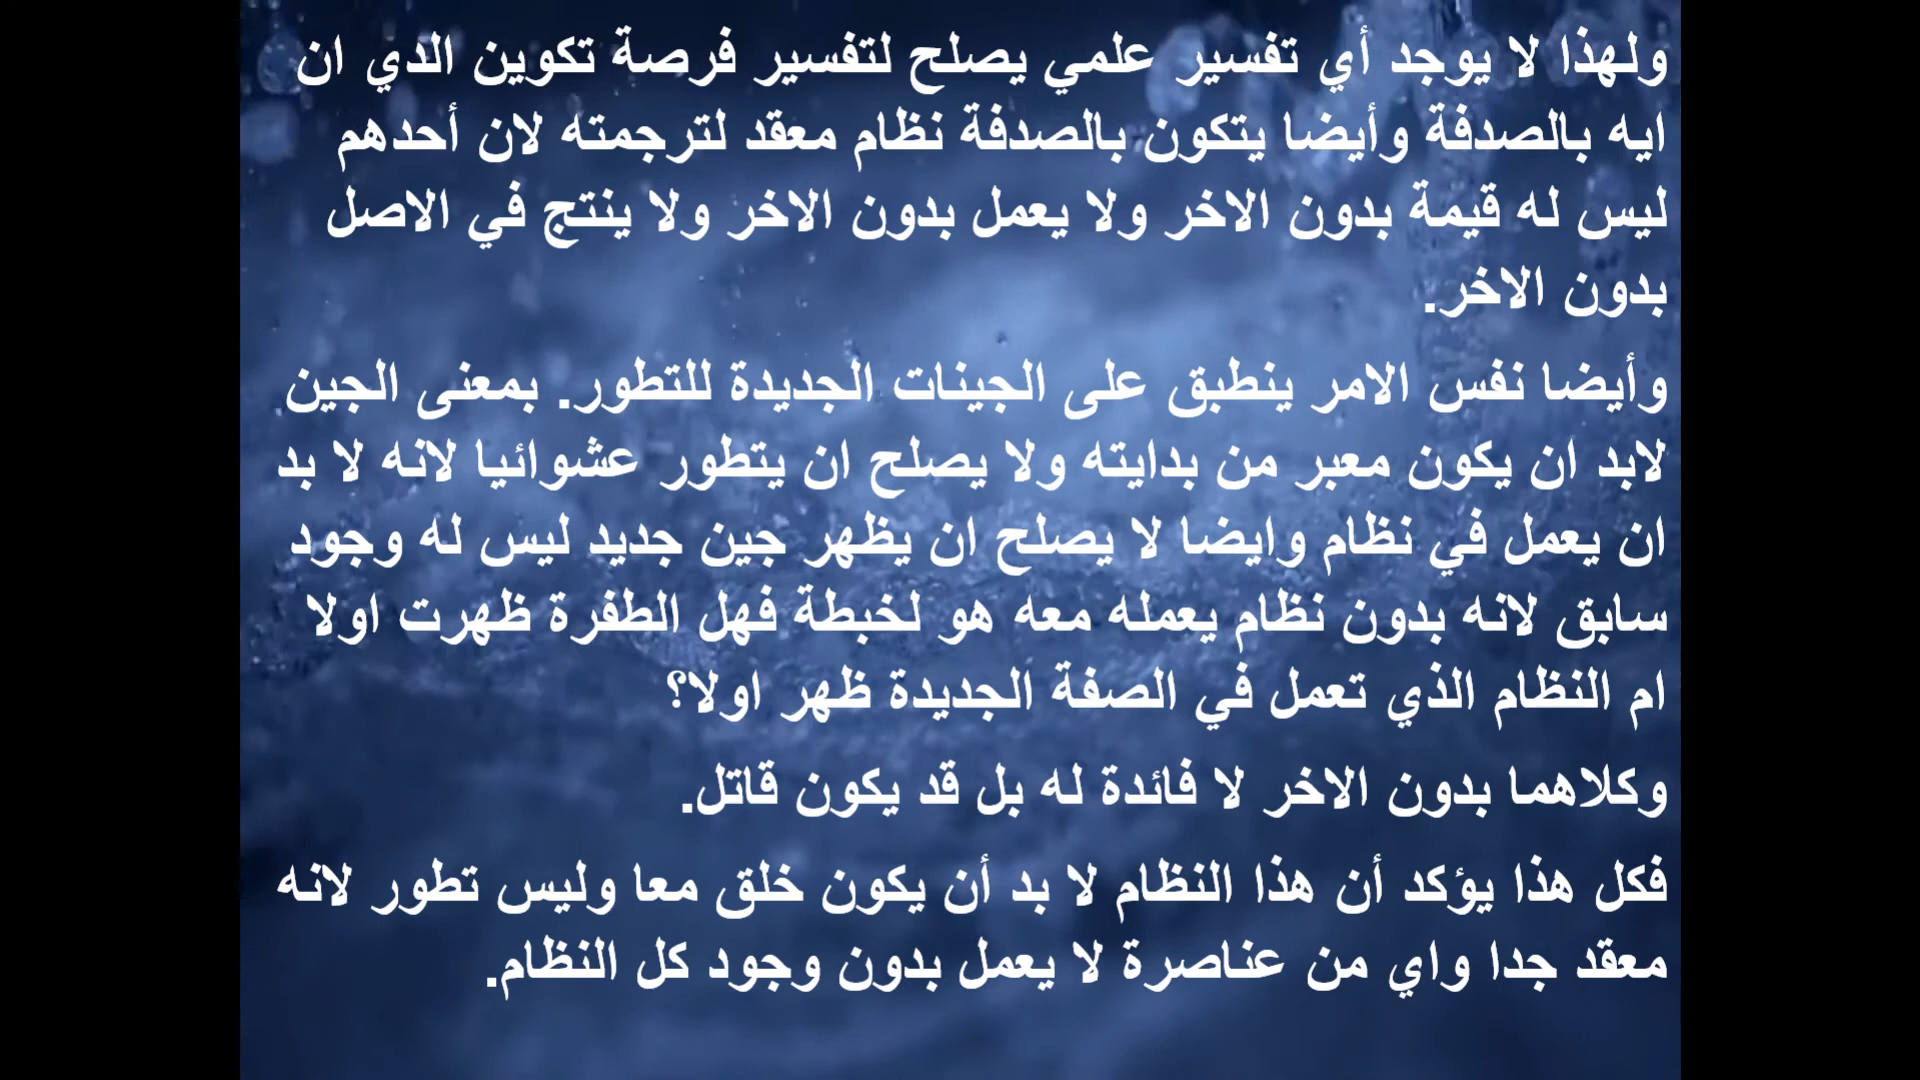 ولهذا لا يوجد أي تفسير علمي يصلح لتفسير فرصة تكوين الدي ان
ايه بالصدفة وأيضا يتكون بالصدفة نظام معقد لترجمته لان أحدهم
ليس له قيمة بدون الاخر ولا يعمل بدون الاخر ولا ينتج في الاصل
بدون الاخر.
وأيضا نفس الامر ينطبق على الجينات الجديدة للتطور. بمعنى الجين
لابد ان يكون معبر من بدايته ولا يصلح ان يتطور عشوائيا لانه لا بد
ان يعمل في نظام وايضا لا يصلح ان يظهر جين جديد ليس له وجود
سابق لانه بدون نظام يعمله معه هو لخبطة فهل الطفرة ظهرت اولا
ام النظام الذي تعمل في الصفة الجديدة ظهر اولا؟
وكلاهما بدون الاخر لا فائدة له بل قد يكون قاتل.
فكل هذا يؤكد أن هذا النظام لا بد أن يكون خلق معا وليس تطور لانه
معقد جدا واي من عناصرة لا يعمل بدون وجود كل النظام.